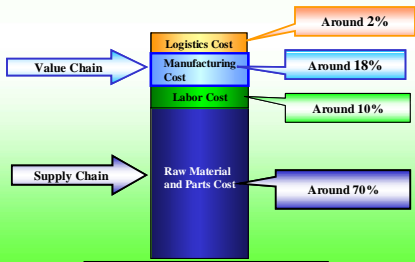 Around 2%
Logistics Cost
Value Chain
Manufacturing
Cost
Around 18%
Labor Cost
Around 10%
Supply Chain
Raw Material
and Parts Cost
Around 70%